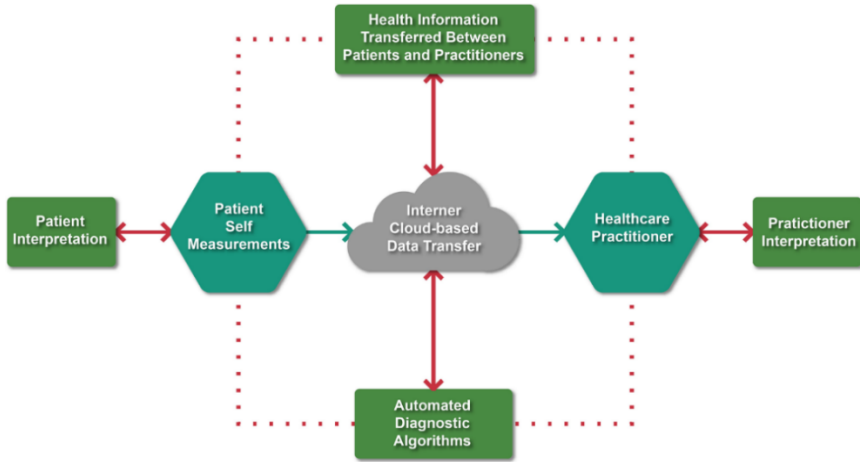 Health Information
Transferred Between
Patients and Practitioners
Patient
Interpretation
Patient
Self
Measurements
Interner
Cloud-based
Data Transfer
Healthcare
Practitioner
Pratictioner
Interpretation
Automated
Diagnostic
Algorithms